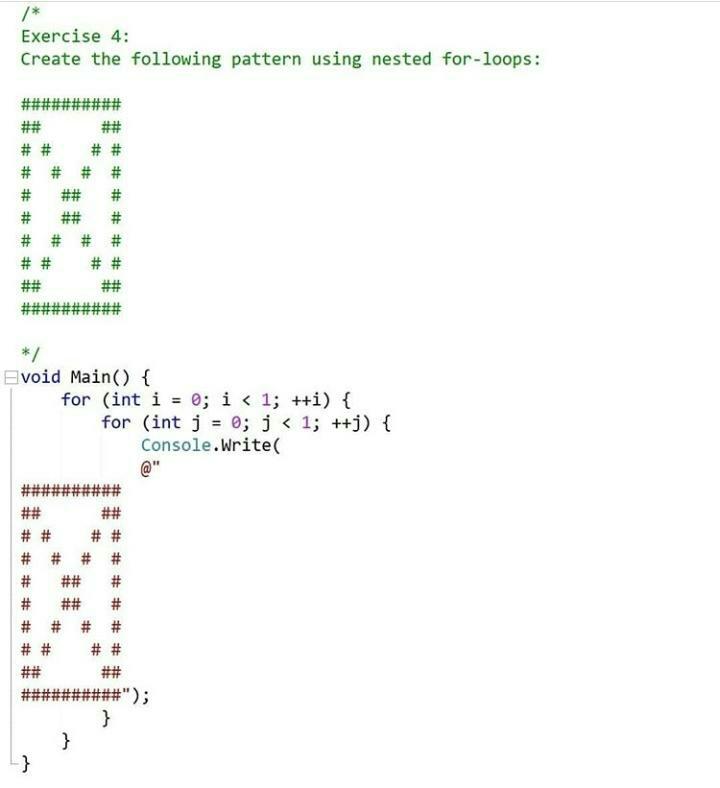 /*
Exercise 4:
Create the following pattern using nested for-loops:
##########
##      ##
# #    # #
#  #  #  #
#   ##   #
#   ##   #
#  #  #  #
# #    # #
##      ##
##########
*/
void Main() {
    for (int i = 0; i < 1; ++i) {
        for (int j = 0; j < 1; ++j) {
            Console.Write(
            @"
##########
##      ##
# #    # #
#  #  #  #
#   ##   #
#   ##   #
#  #  #  #
# #    # #
##      ##
##########");
        }
    }
}